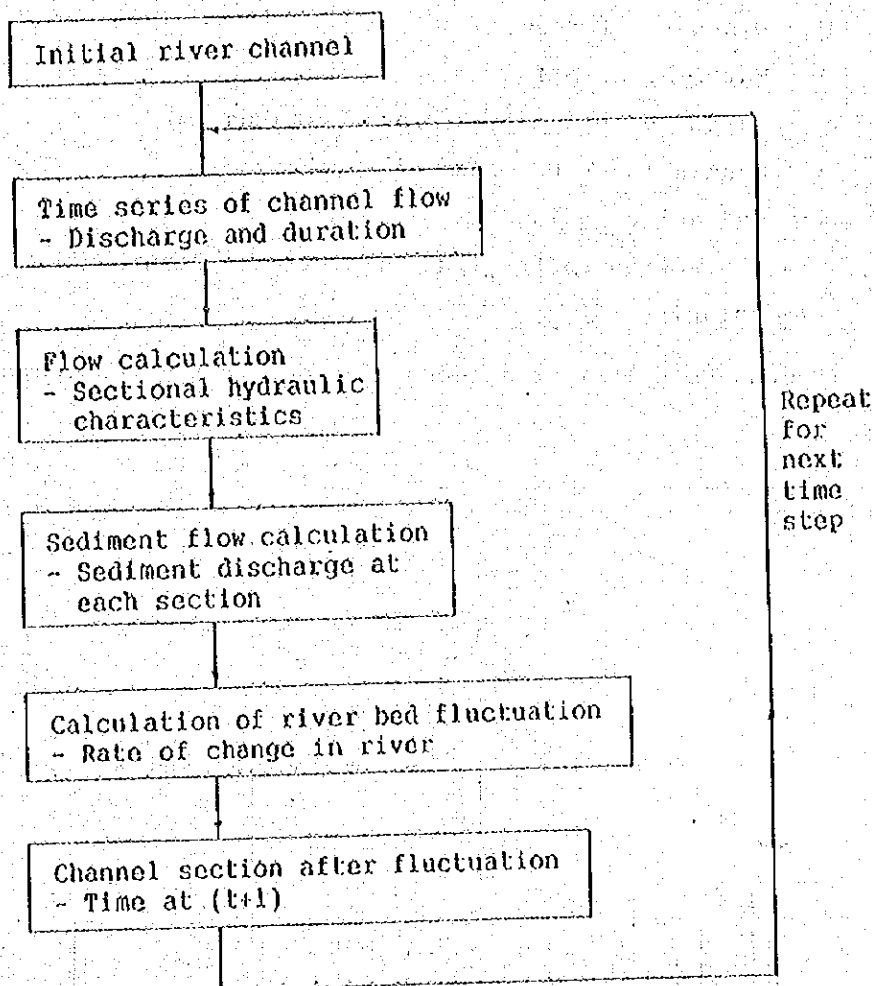 Initial river channel
Time series of channel flow
- Discharge and duration
Flow calculation
- Sectional hydraulic
characteristics
Repeat
for
next
time
step
Sediment flow calculation
- Sediment discharge at
each section
Calculation of river bed fluctuation
- Rate of change in river
Channel section after fluctuation
- Time at (t+1)